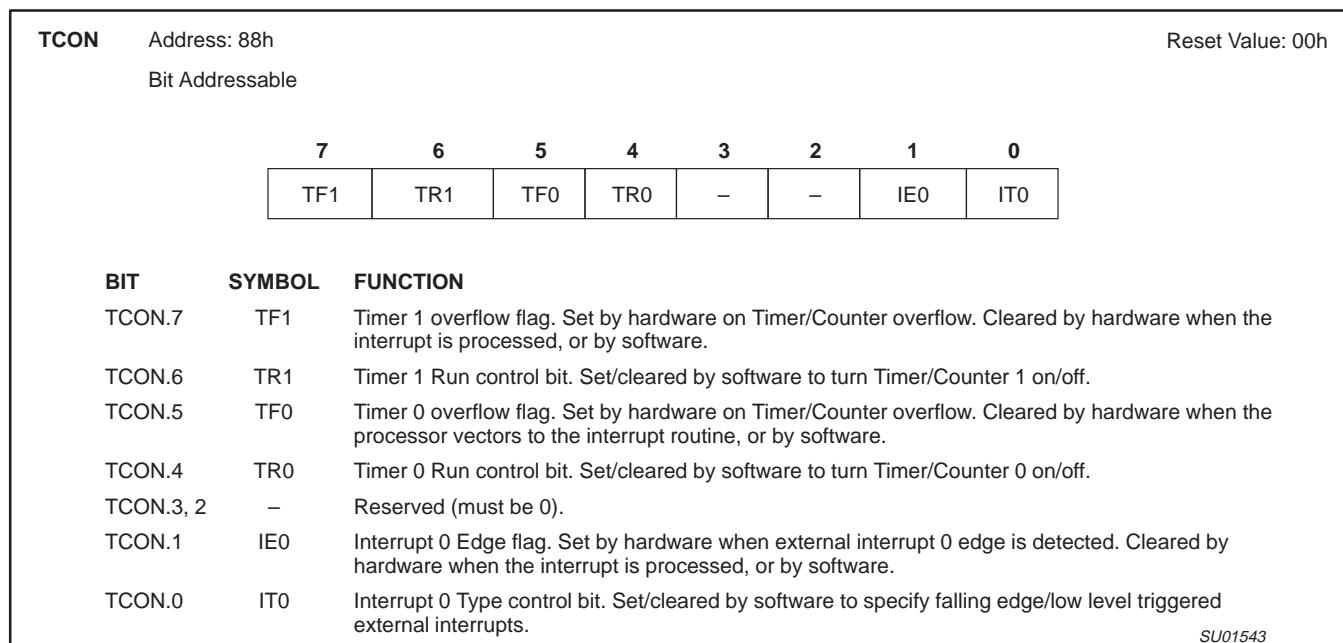 TCON Address: 88h Reset Value: 00h
Bit Addressable
7 6 5 4 3 2 1 0
TF1 TR1 TF0 TR0 – – IE0 IT0
BIT SYMBOL FUNCTION
TCON.7 TF1 Timer 1 overflow flag. Set by hardware on Timer/Counter overflow. Cleared by hardware when the
interrupt is processed, or by software.
TCON.6 TR1 Timer 1 Run control bit. Set/cleared by software to turn Timer/Counter 1 on/off.
TCON.5 TF0 Timer 0 overflow flag. Set by hardware on Timer/Counter overflow. Cleared by hardware when the
processor vectors to the interrupt routine, or by software.
TCON.4 TR0 Timer 0 Run control bit. Set/cleared by software to turn Timer/Counter 0 on/off.
TCON.3, 2 – Reserved (must be 0).
TCON.1 IE0 Interrupt 0 Edge flag. Set by hardware when external interrupt 0 edge is detected. Cleared by
hardware when the interrupt is processed, or by software.
TCON.0 IT0 Interrupt 0 Type control bit. Set/cleared by software to specify falling edge/low level triggered
external interrupts.
SU01543